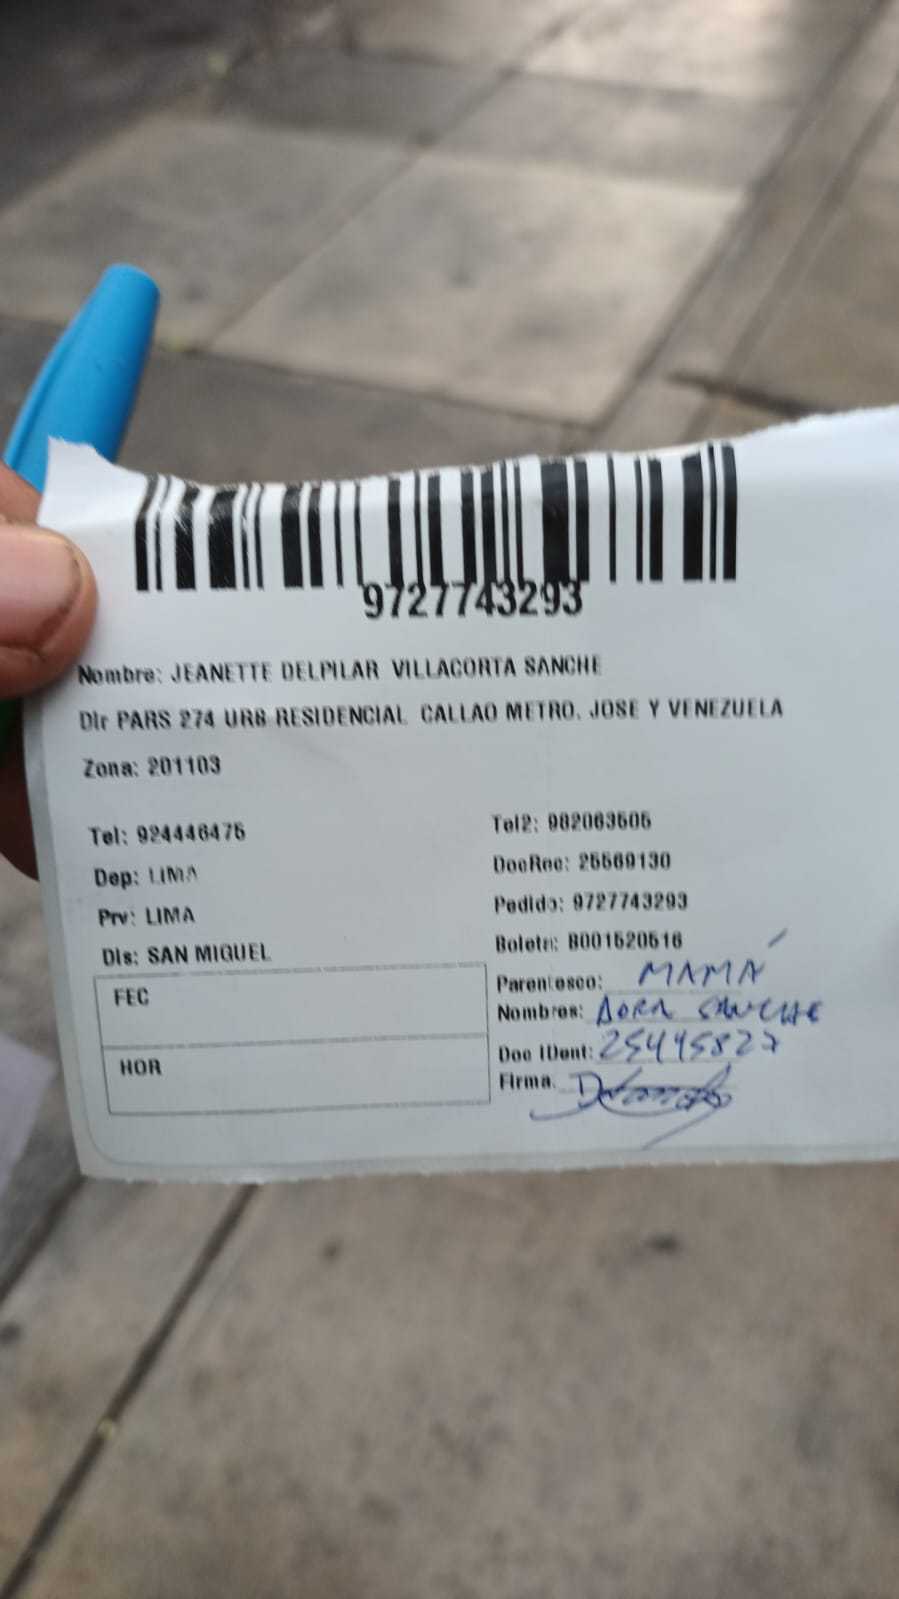 9727743293
Nombre: JEANETTE DELPILAR VILLACORTA SANCHE
Dir PARS 274 URB RESIDENCIAL CALLAO METRO. JOSE Y VENEZUELA
Zona: 201103
Tel: 924446475 Tel2: 982063505
Dep: LIMA DocRec: 25569130
Prv: LIMA Pedido: 9727743293
Dis: SAN MIGUEL Boleta: B001520516
FEC Parentesco: MAMÁ
Nombres: DORA SANCHE
HOR Doc IDent: 25445827
Firma.